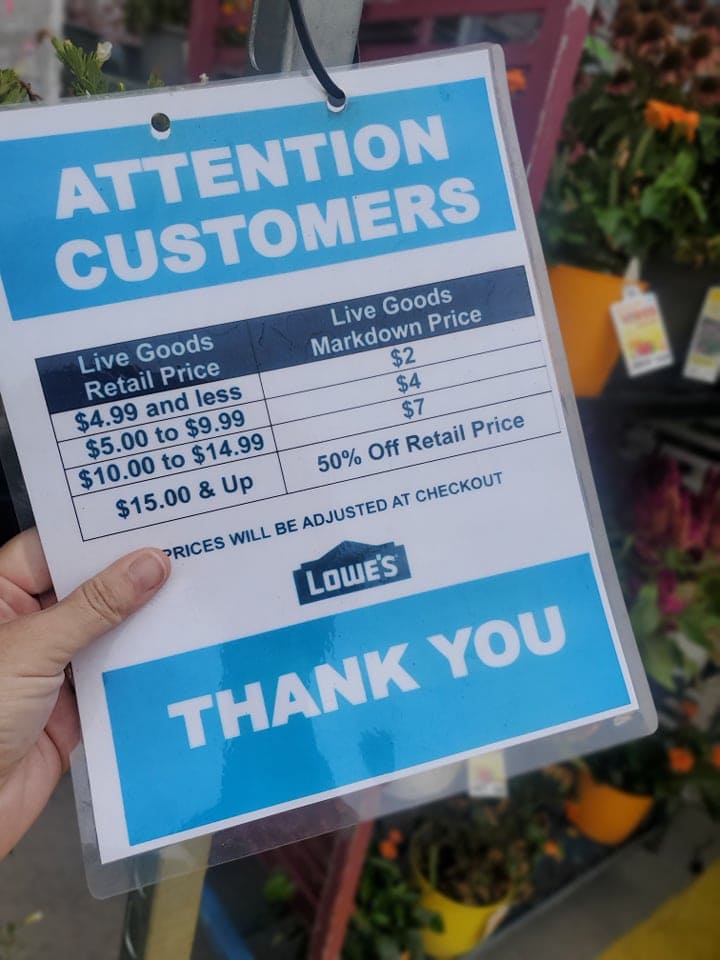 ATTENTION
CUSTOMERS
Live Goods
Retail Price
Live Goods
Markdown Price
$4.99 and less
$2
$5.00 to $9.99
$4
$10.00 to $14.99
$7
$15.00 & Up
50% Off Retail Price
PRICES WILL BE ADJUSTED AT CHECKOUT
LOWE'S
THANK YOU